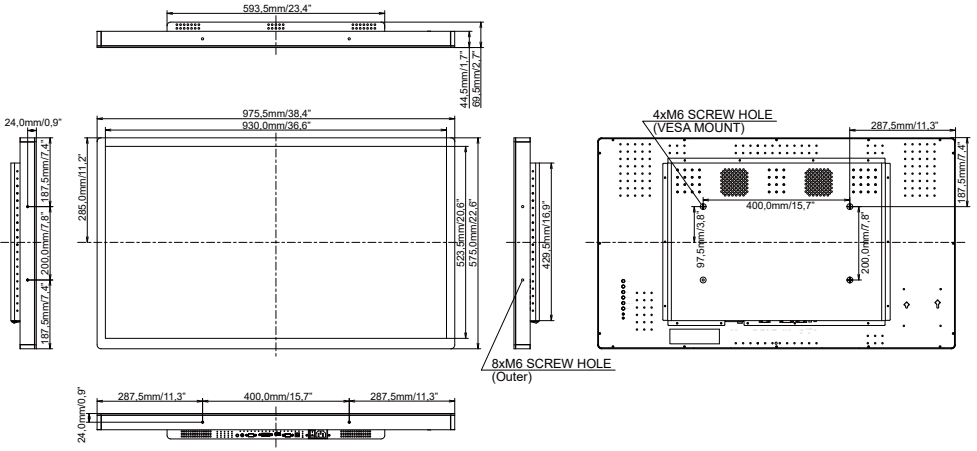 593,5mm/23,4"
44,5mm/1,7"
69,5mm/2,7"
24,0mm/0,9"
187,5mm/7,4"
200,0mm/7,8"
187,5mm/7,4"
975,5mm/38,4"
930,0mm/36,6"
285,0mm/11,2"
523,5mm/20,6"
575,0mm/22,6"
429,5mm/16,9"
8xM6 SCREW HOLE
(Outer)
4xM6 SCREW HOLE
(VESA MOUNT)
287,5mm/11,3"
187,5mm/7,4"
400,0mm/15,7"
97,5mm/3,8"
200,0mm/7,8"
24,0mm/0,9"
287,5mm/11,3"
400,0mm/15,7"
287,5mm/11,3"